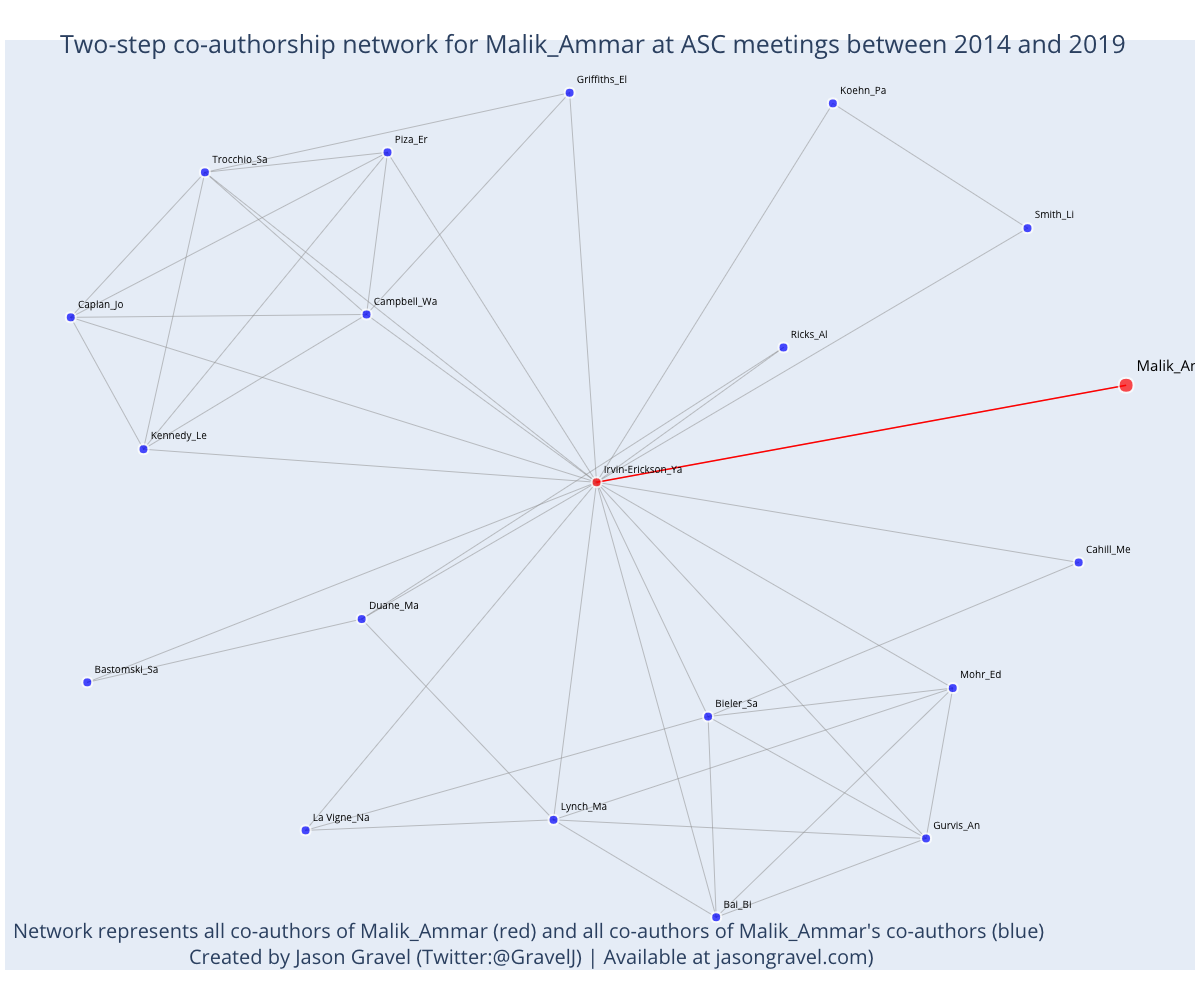 Two-step co-authorship network for Malik_Ammar at ASC meetings between 2014 and 2019
Griffiths_El
Koehn_Pa
Piza_Er
Trocchio_Sa
Smith_Li
Caplan_Jo
Campbell_Wa
Ricks_Al
Malik_Ar
Kennedy_Le
Irvin-Erickson_Ya
Cahill_Me
Duane_Ma
Bastomski_Sa
Mohr_Ed
Bieler_Sa
Lynch_Ma
La Vigne_Na
Gurvis_An
Bai_Bi
Network represents all co-authors of Malik_Ammar (red) and all co-authors of Malik_Ammar's co-authors (blue)
Created by Jason Gravel (Twitter:@GravelJ) | Available at jasongravel.com)